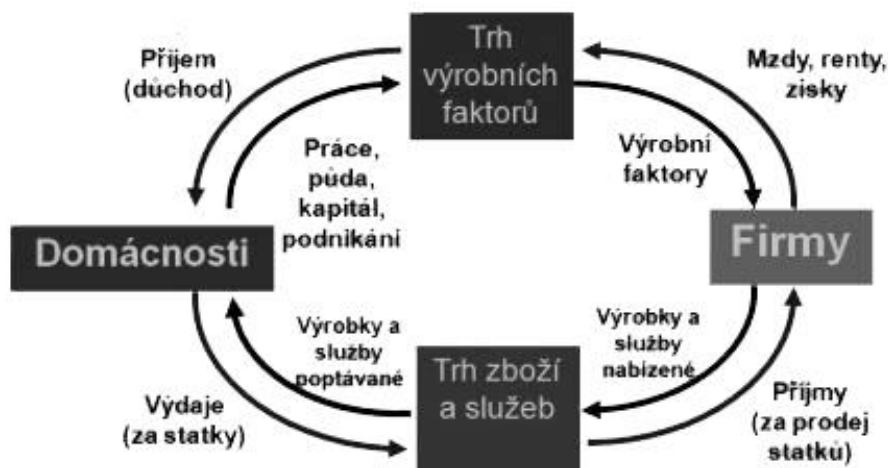 Trh
výrobních
faktorů
Příjem
(důchod)
Mzdy, renty,
zisky
Práce,
půda,
kapitál,
podnikání
Výrobní
faktory
Domácnosti
Firmy
Výrobky a
služby
poptávané
Výrobky a
služby
nabízené
Trh zboží
a služeb
Výdaje
(za statky)
Příjmy
(za prodej
statků)